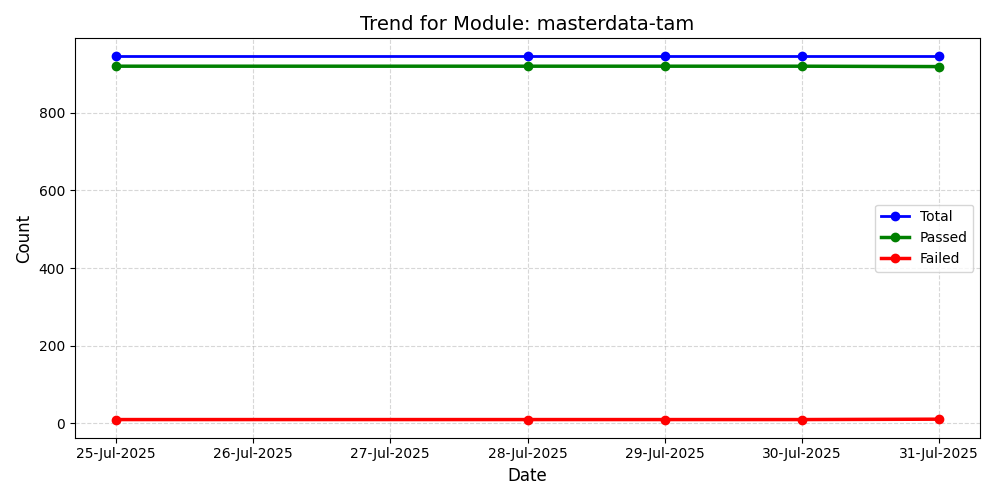 Trend for Module: masterdata-tam
Count
800
600
400
200
0
Total
Passed
Failed
25-Jul-2025 26-Jul-2025 27-Jul-2025 28-Jul-2025 29-Jul-2025 30-Jul-2025 31-Jul-2025
Date